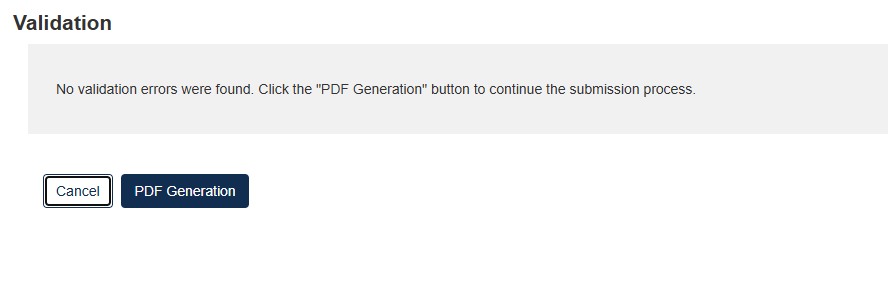 Validation
No validation errors were found. Click the "PDF Generation" button to continue the submission process.
Cancel PDF Generation